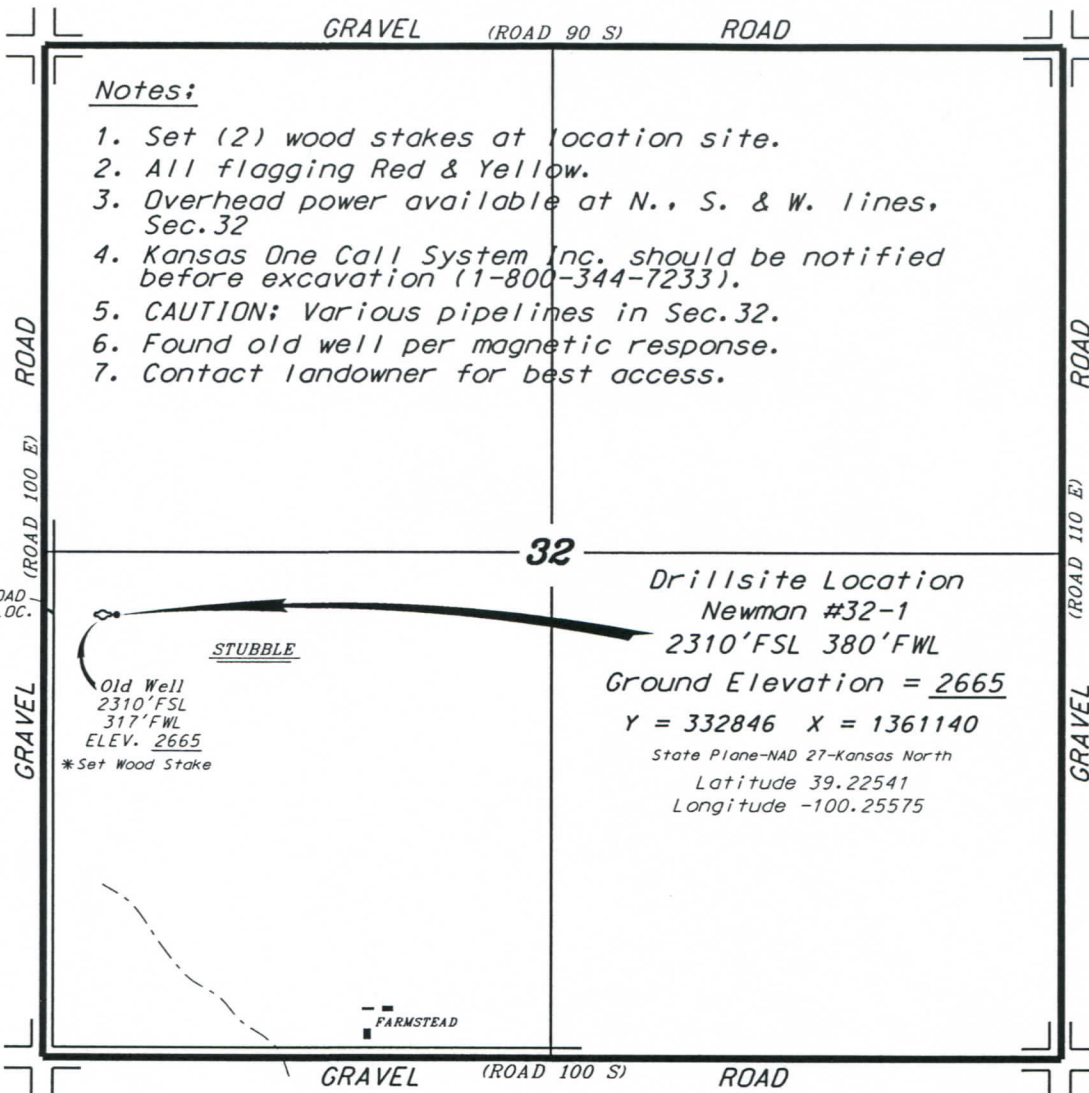 GRAVEL (ROAD 90 S) ROAD
Notes:
1. Set (2) wood stakes at location site.
2. All flagging Red & Yellow.
3. Overhead power available at N., S. & W. lines,
Sec.32
4. Kansas One Call System Inc. should be notified
before excavation (1-800-344-7233).
5. CAUTION: Various pipelines in Sec.32.
6. Found old well per magnetic response.
7. Contact landowner for best access.
GRAVEL (ROAD 100 E) ROAD
GRAVEL (ROAD 110 E) ROAD
32
LOC.
STUBBLE
Old Well
2310'FSL
317'FWL
ELEV. 2665
*Set Wood Stake
Drillsite Location
Newman #32-1
2310'FSL 380'FWL
Ground Elevation = 2665
Y = 332846 X = 1361140
State Plane-NAD 27-Kansas North
Latitude 39.22541
Longitude -100.25575
FARMSTEAD
GRAVEL (ROAD 100 S) ROAD